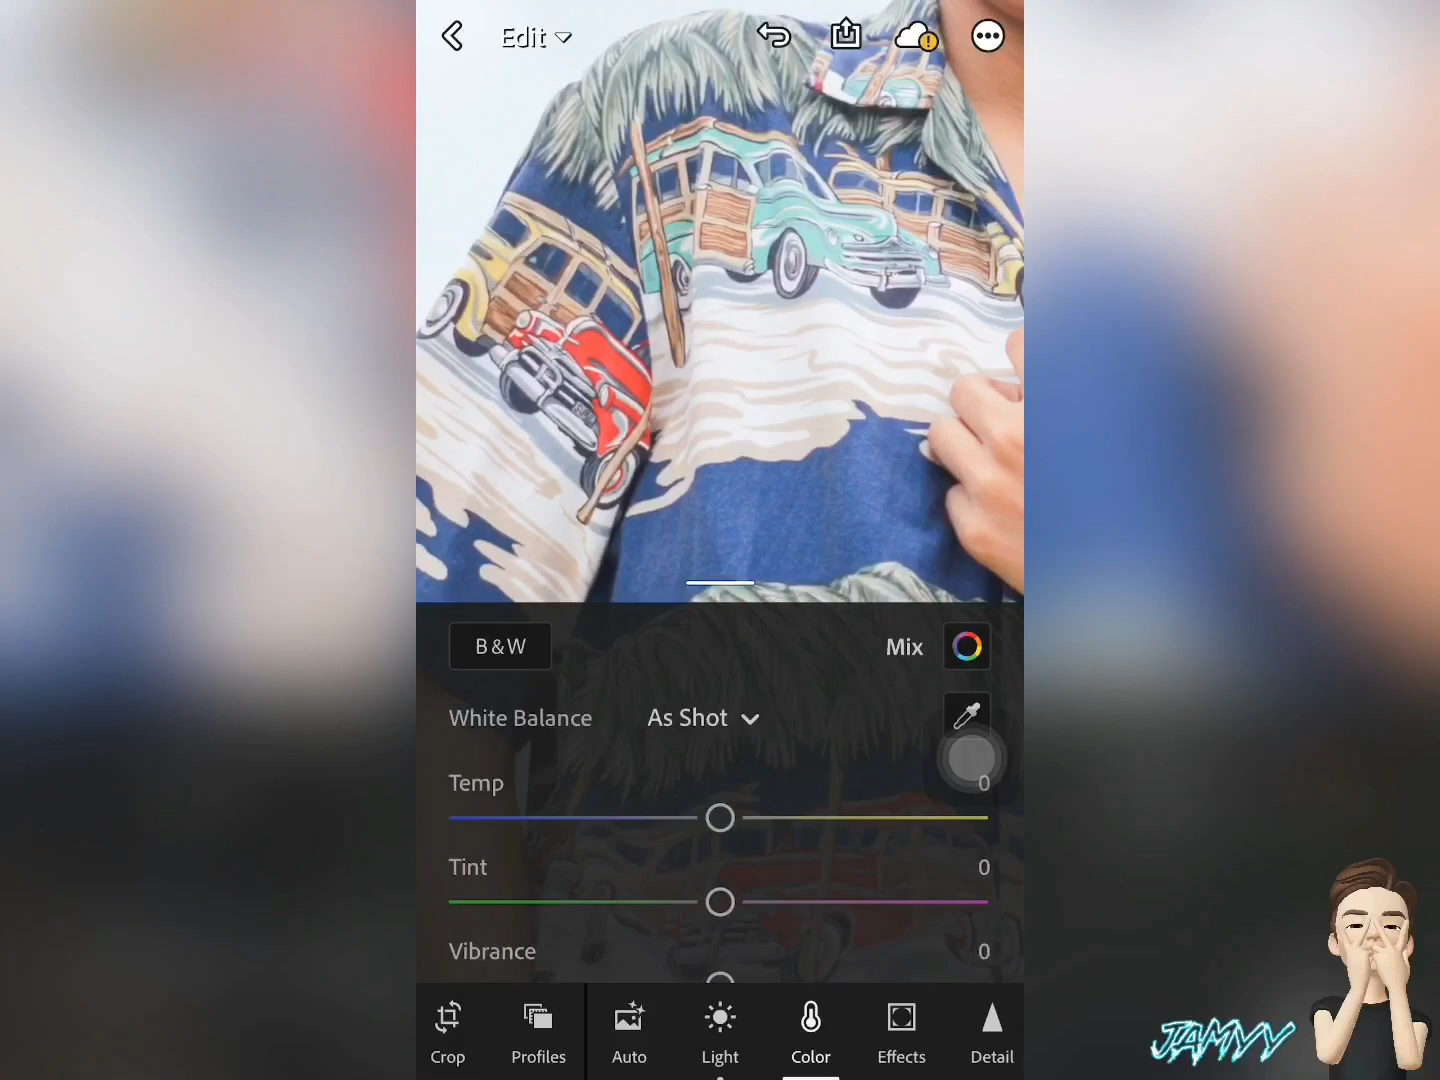 Edit
B&W
Mix
White Balance
As Shot
Temp
0
Tint
0
Vibrance
0
Crop
Profiles
Auto
Light
Color
Effects
Detail
JAMYY